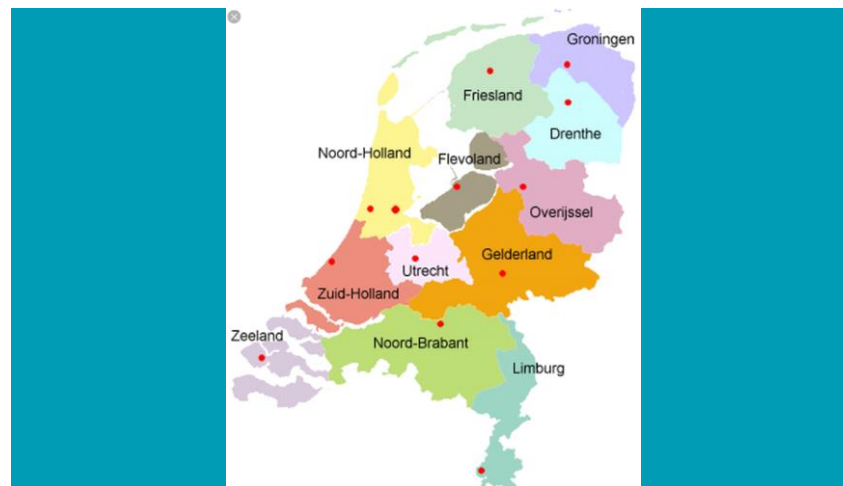 Groningen
Friesland
Drenthe
Noord-Holland
Flevoland
Overijssel
Gelderland
Utrecht
Zuid-Holland
Zeeland
Noord-Brabant
Limburg